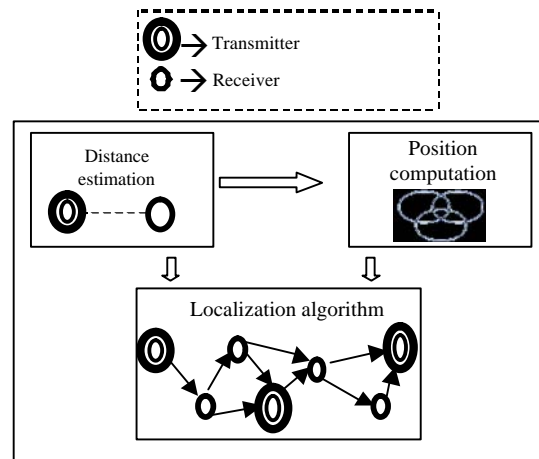 Transmitter
Receiver
Distance
estimation
Position
computation
Localization algorithm